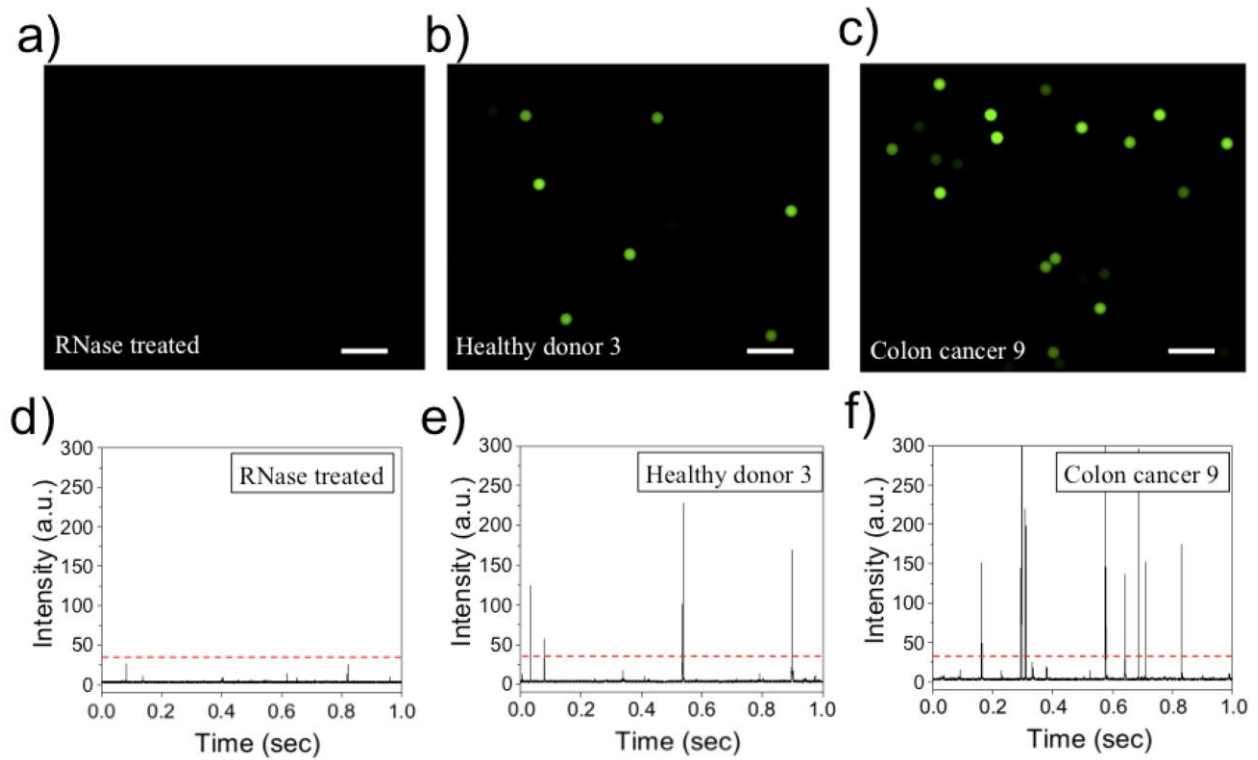 a)
b)
c)
RNase treated
Healthy donor 3
Colon cancer 9
d)
e)
f)
300
250
200
150
100
50
0
Intensity (a.u.)
RNase treated
0.0 0.2 0.4 0.6 0.8 1.0
Time (sec)
300
250
200
150
100
50
0
Intensity (a.u.)
Healthy donor 3
0.0 0.2 0.4 0.6 0.8 1.0
Time (sec)
300
250
200
150
100
50
0
Intensity (a.u.)
Colon cancer 9
0.0 0.2 0.4 0.6 0.8 1.0
Time (sec)